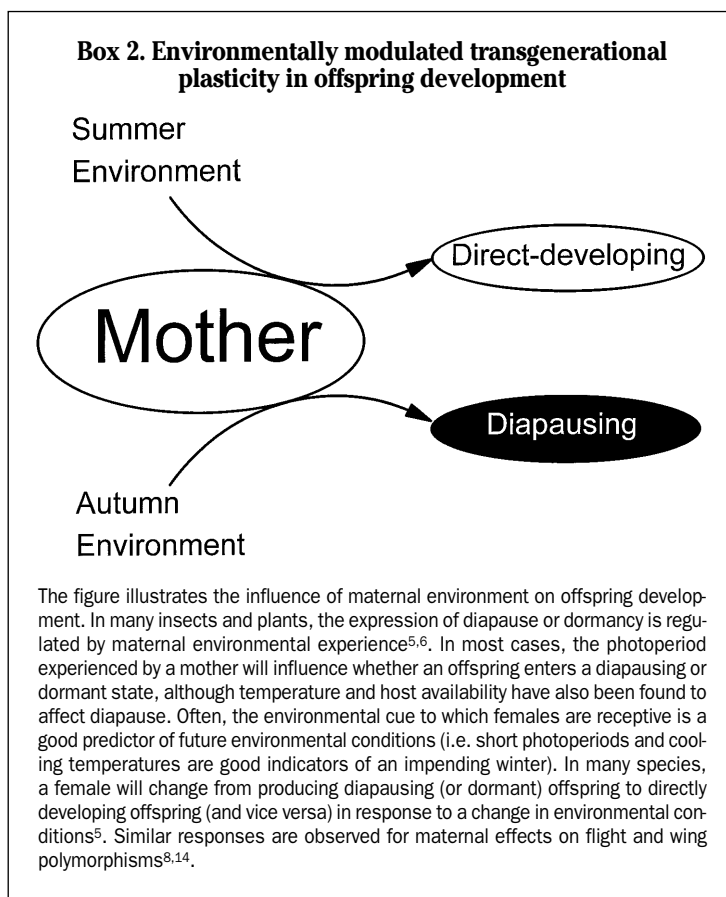 Box 2. Environmentally modulated transgenerational
plasticity in offspring development
Summer
Environment
Direct-developing
Mother
Diapausing
Autumn
Environment
The figure illustrates the influence of maternal environment on offspring develop-
ment. In many insects and plants, the expression of diapause or dormancy is regu-
lated by maternal environmental experience5,6. In most cases, the photoperiod
experienced by a mother will influence whether an offspring enters a diapausing or
dormant state, although temperature and host availability have also been found to
affect diapause. Often, the environmental cue to which females are receptive is a
good predictor of future environmental conditions (i.e. short photoperiods and cool-
ing temperatures are good indicators of an impending winter). In many species,
a female will change from producing diapausing (or dormant) offspring to directly
developing offspring (and vice versa) in response to a change in environmental con-
ditions5. Similar responses are observed for maternal effects on flight and wing
polymorphisms8,14.